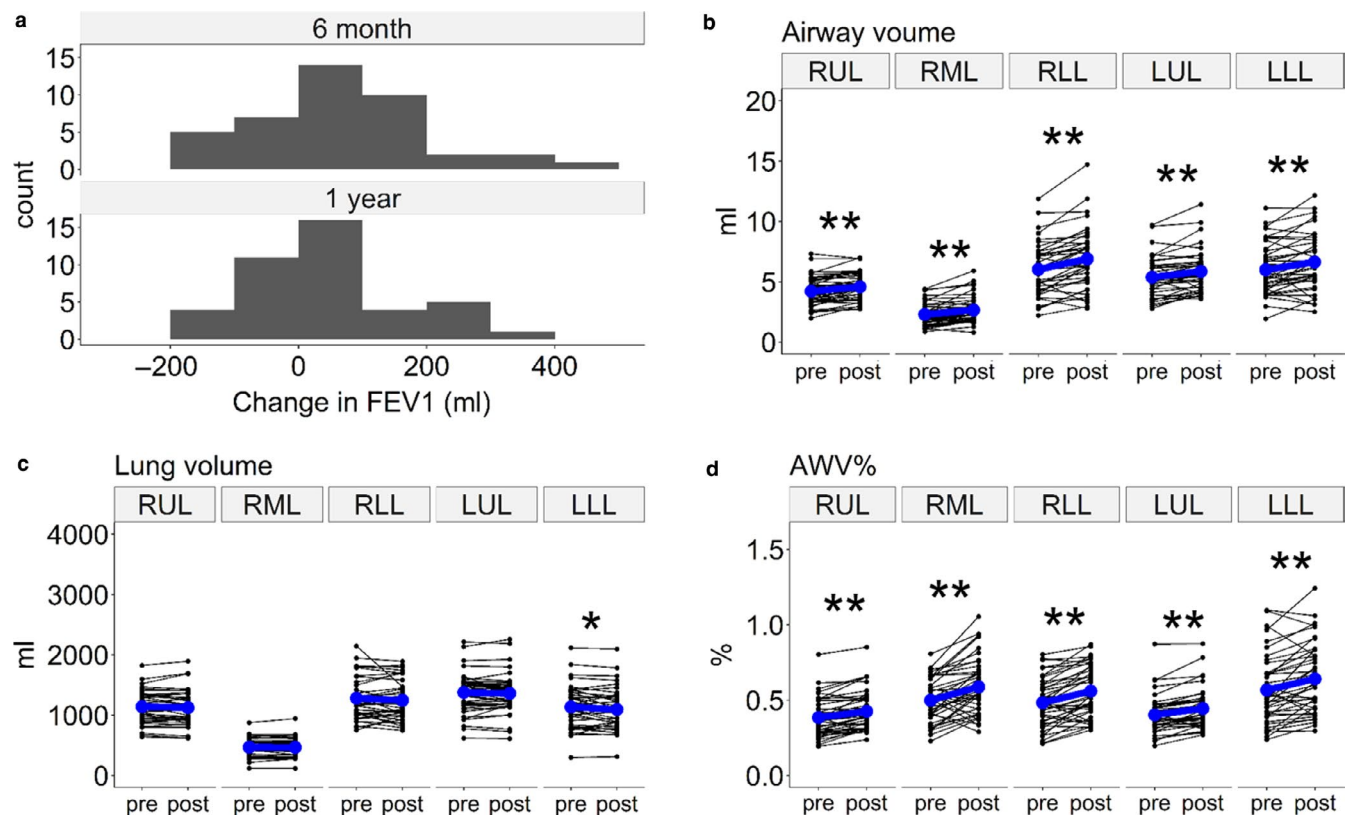 a
6 month
15
10
5
0
count
1 year
15
10
5
0
−200 0 200 400
Change in FEV1 (ml)
b
Airway voume
RUL RML RLL LUL LLL
20
15
10
5
0
ml
** ** ** ** **
pre post pre post pre post pre post pre post
c
Lung volume
RUL RML RLL LUL LLL
4000
3000
2000
1000
0
ml
*
pre post pre post pre post pre post pre post
d
AWV%
RUL RML RLL LUL LLL
1.5
1.0
0.5
0.0
%
** ** ** ** **
pre post pre post pre post pre post pre post